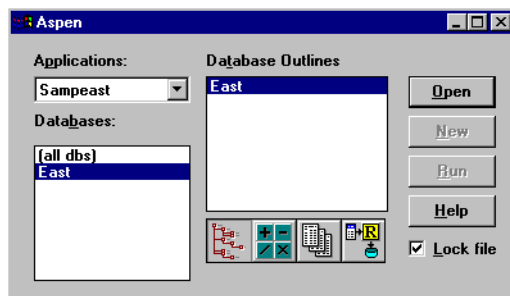 Aspen
Applications:
Sampeast
Databases:
(all dbs)
East
Database Outlines
East
Open
New
Run
Help
Lock file
R